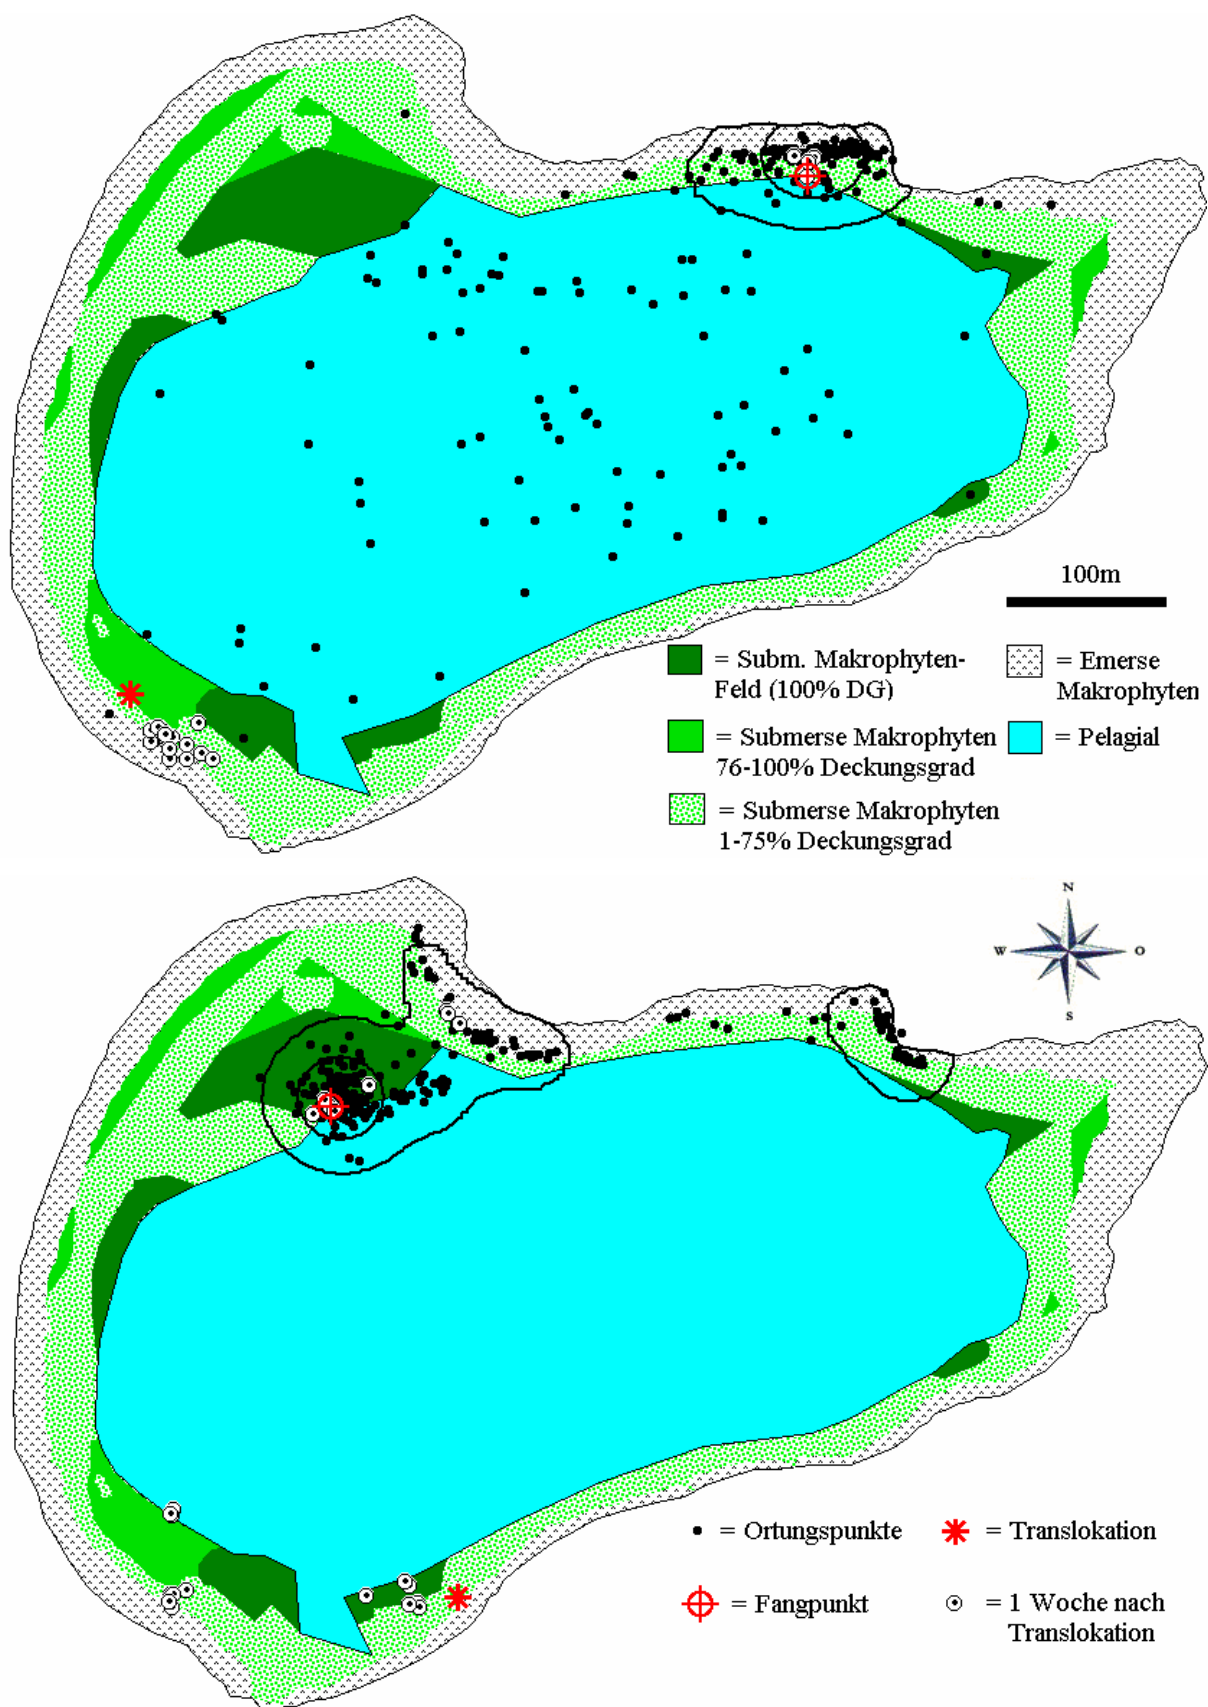 100m
= Subm. Makrophyten-
Feld (100% DG)
= Emerse
Makrophyten
= Submerse Makrophyten
76-100% Deckungsgrad
= Pelagial
= Submerse Makrophyten
1-75% Deckungsgrad
N
W
O
S
= Ortungspunkte
= Translokation
= Fangpunkt
= 1 Woche nach
Translokation